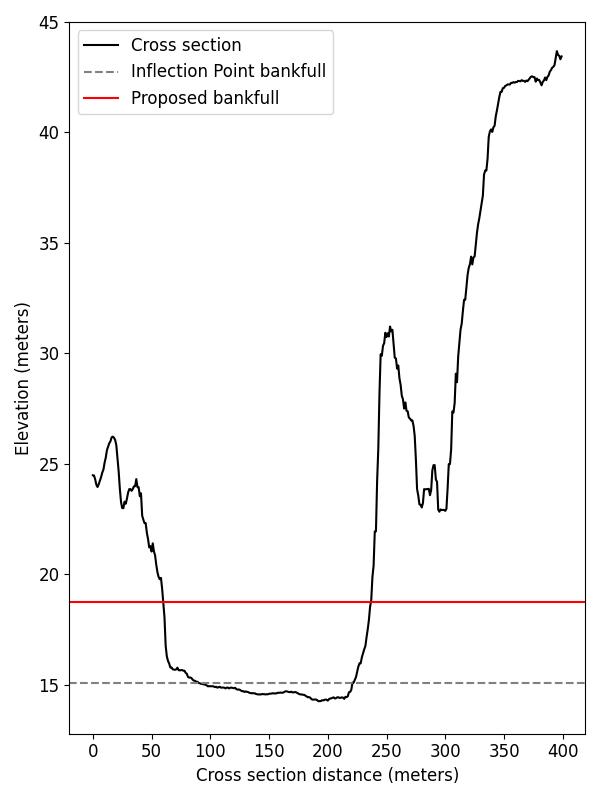 45
40
35
30
25
20
15
Elevation (meters)
Cross section
Inflection Point bankfull
Proposed bankfull
0 50 100 150 200 250 300 350 400
Cross section distance (meters)